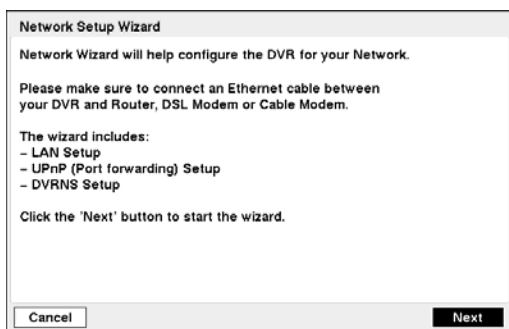 Network Setup Wizard
Network Wizard will help configure the DVR for your Network.
Please make sure to connect an Ethernet cable between
your DVR and Router, DSL Modem or Cable Modem.
The wizard includes:
– LAN Setup
– UPnP (Port forwarding) Setup
– DVRNS Setup
Click the 'Next' button to start the wizard.
Cancel Next